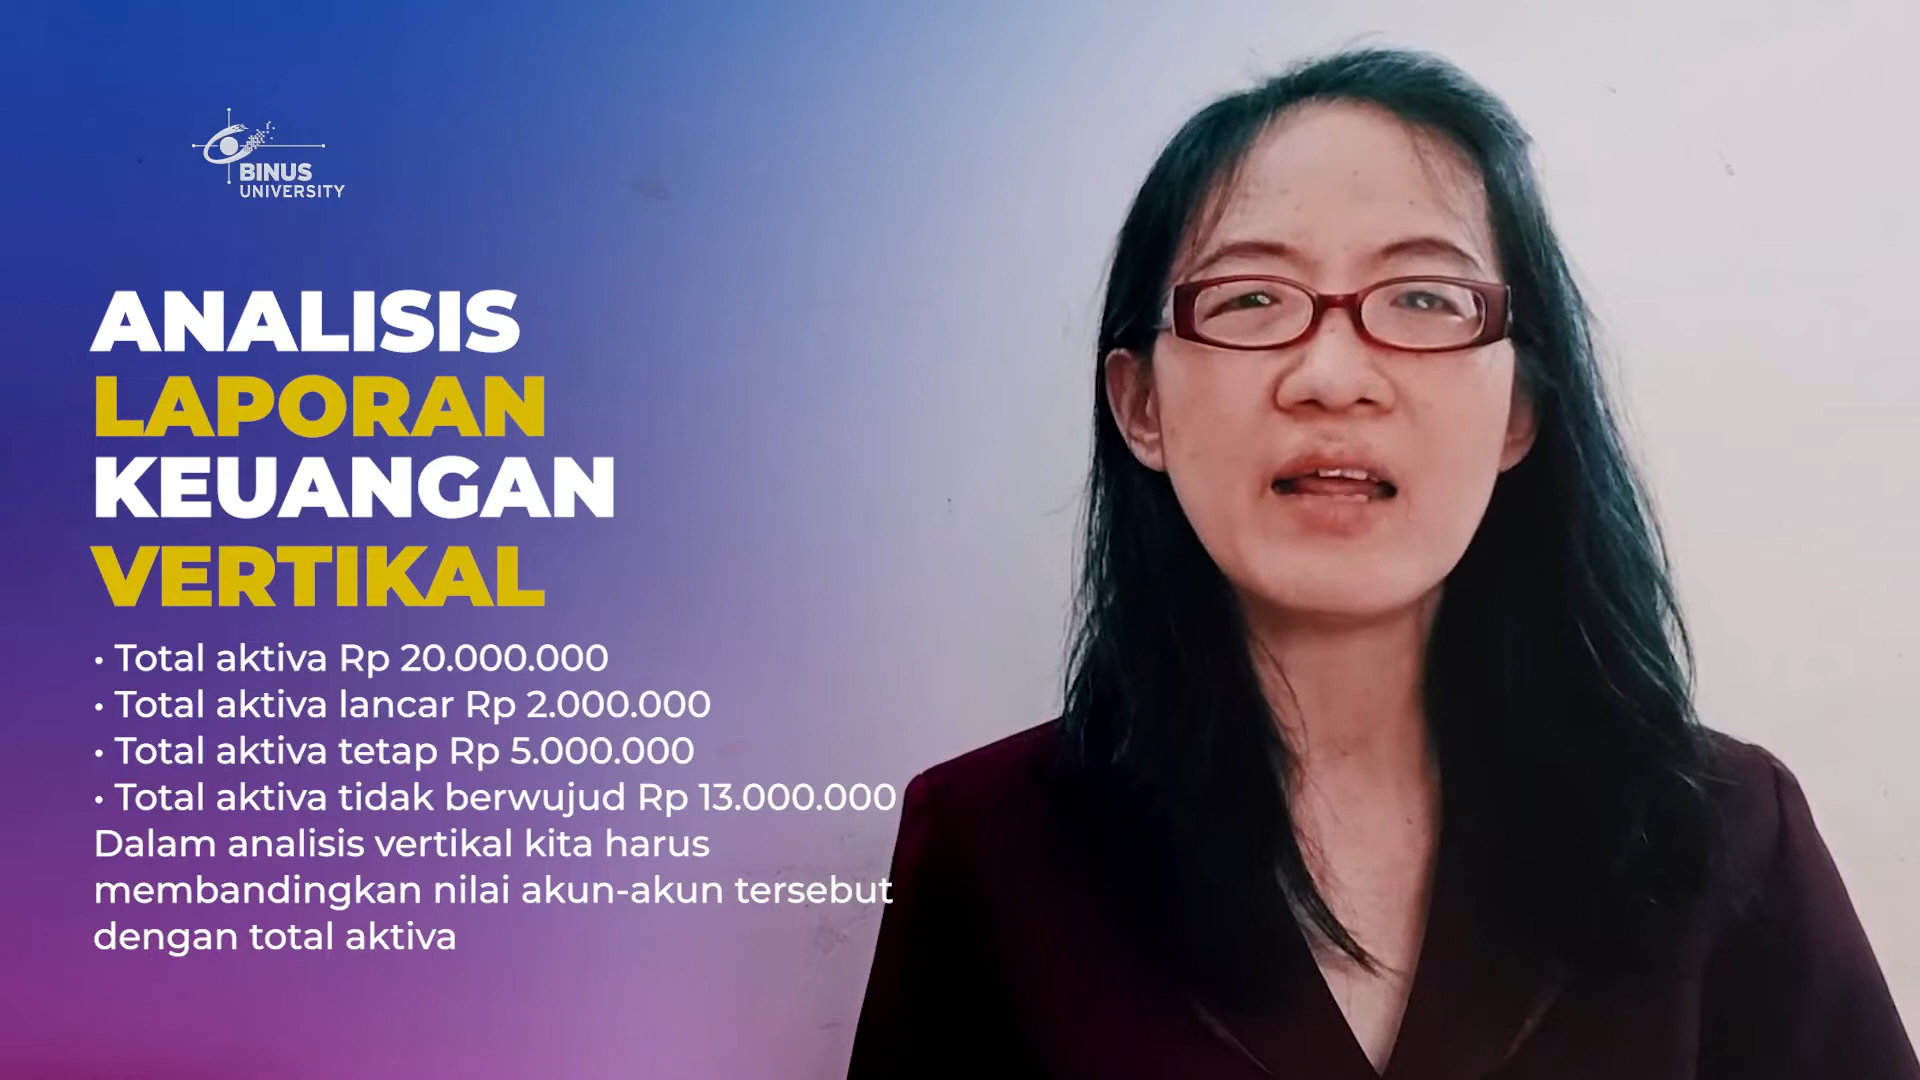 BINUS
UNIVERSITY
ANALISIS
LAPORAN
KEUANGAN
VERTIKAL
• Total aktiva Rp 20.000.000
• Total aktiva lancar Rp 2.000.000
• Total aktiva tetap Rp 5.000.000
• Total aktiva tidak berwujud Rp 13.000.000
Dalam analisis vertikal kita harus
membandingkan nilai akun-akun tersebut
dengan total aktiva